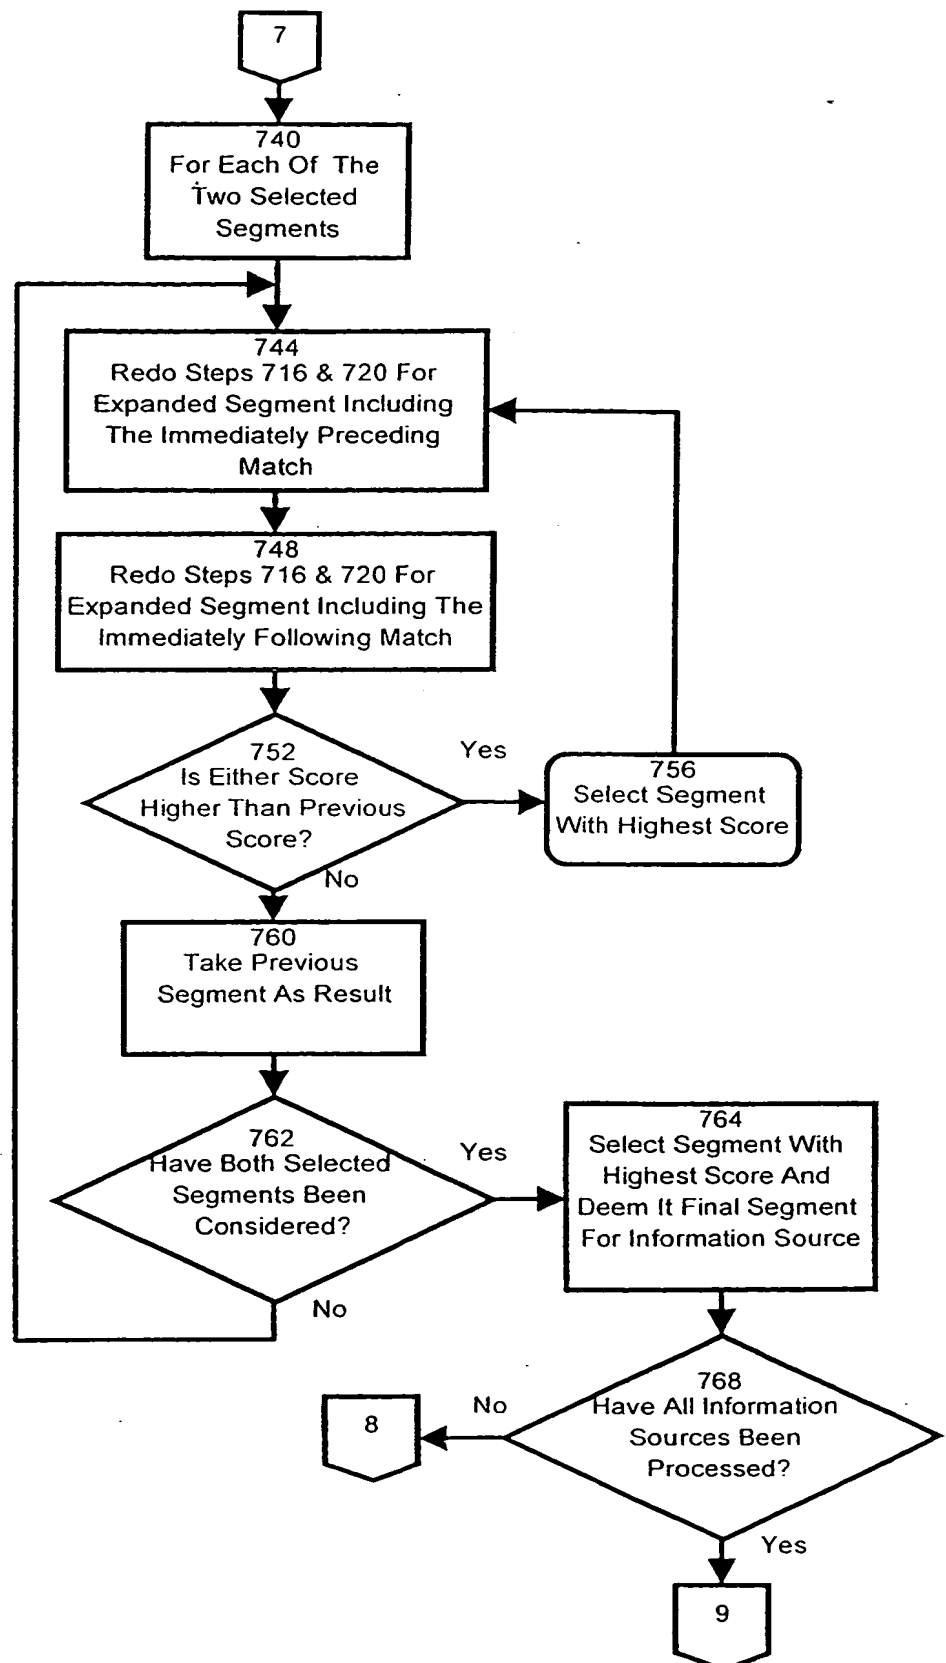 7
740
For Each Of The
Two Selected
Segments
744
Redo Steps 716 & 720 For
Expanded Segment Including
The Immediately Preceding
Match
748
Redo Steps 716 & 720 For
Expanded Segment Including The
Immediately Following Match
752
Is Either Score
Higher Than Previous
Score?
Yes
756
Select Segment
With Highest Score
No
760
Take Previous
Segment As Result
762
Have Both Selected
Segments Been
Considered?
Yes
764
Select Segment With
Highest Score And
Deem It Final Segment
For Information Source
No
768
Have All Information
Sources Been
Processed?
No
8
Yes
9